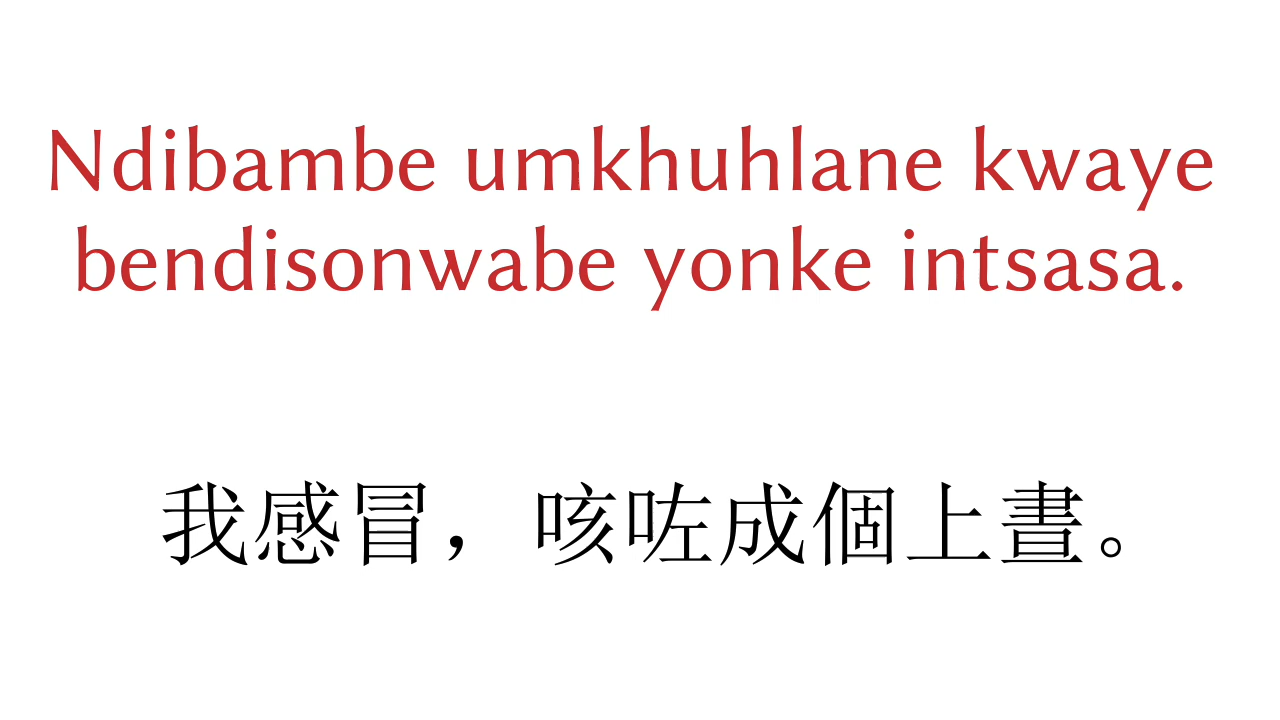 Ndibambe umkhuhlane kwaye
bendisonwabe yonke intsasa.
我感冒，咳咗成個上晝。